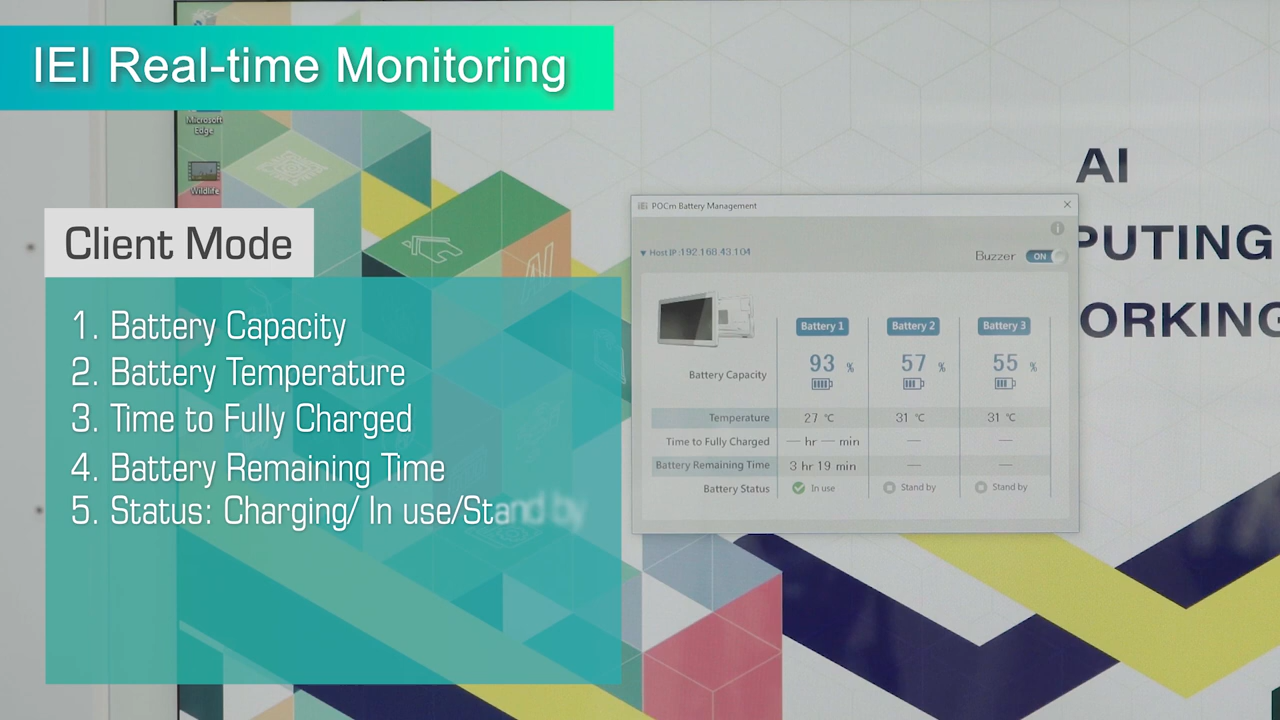 IEI Real-time Monitoring
Microsoft
Edge
Wildlife
Client Mode
1. Battery Capacity
2. Battery Temperature
3. Time to Fully Charged
4. Battery Remaining Time
5. Status: Charging/ In use/Stand by
AI
PUTING
ORKING
AI
iEi POCm Battery Management
Host IP :192.168.43.104
Buzzer ON
Battery 1 Battery 2 Battery 3
Battery Capacity 93 % 57 % 55 %
Temperature 27 °C 31 °C 31 °C
Time to Fully Charged — hr — min — —
Battery Remaining Time 3 hr 19 min — —
Battery Status In use Stand by Stand by